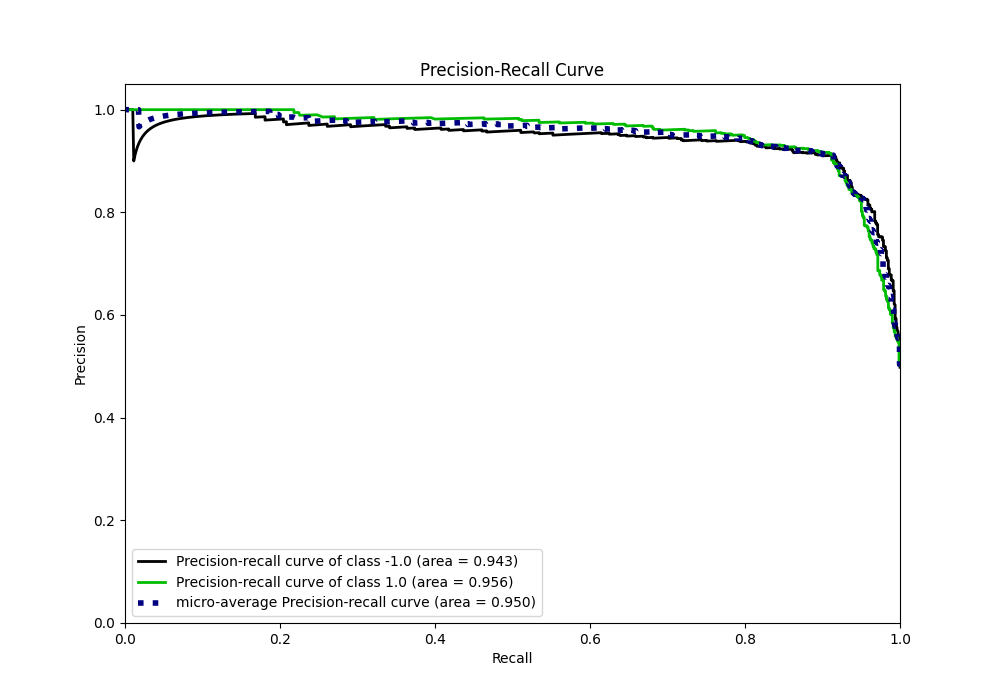 Precision-Recall Curve
Precision
1.0
0.8
0.6
0.4
0.2
0.0
Precision-recall curve of class -1.0 (area = 0.943)
Precision-recall curve of class 1.0 (area = 0.956)
micro-average Precision-recall curve (area = 0.950)
0.0 0.2 0.4 0.6 0.8 1.0
Recall